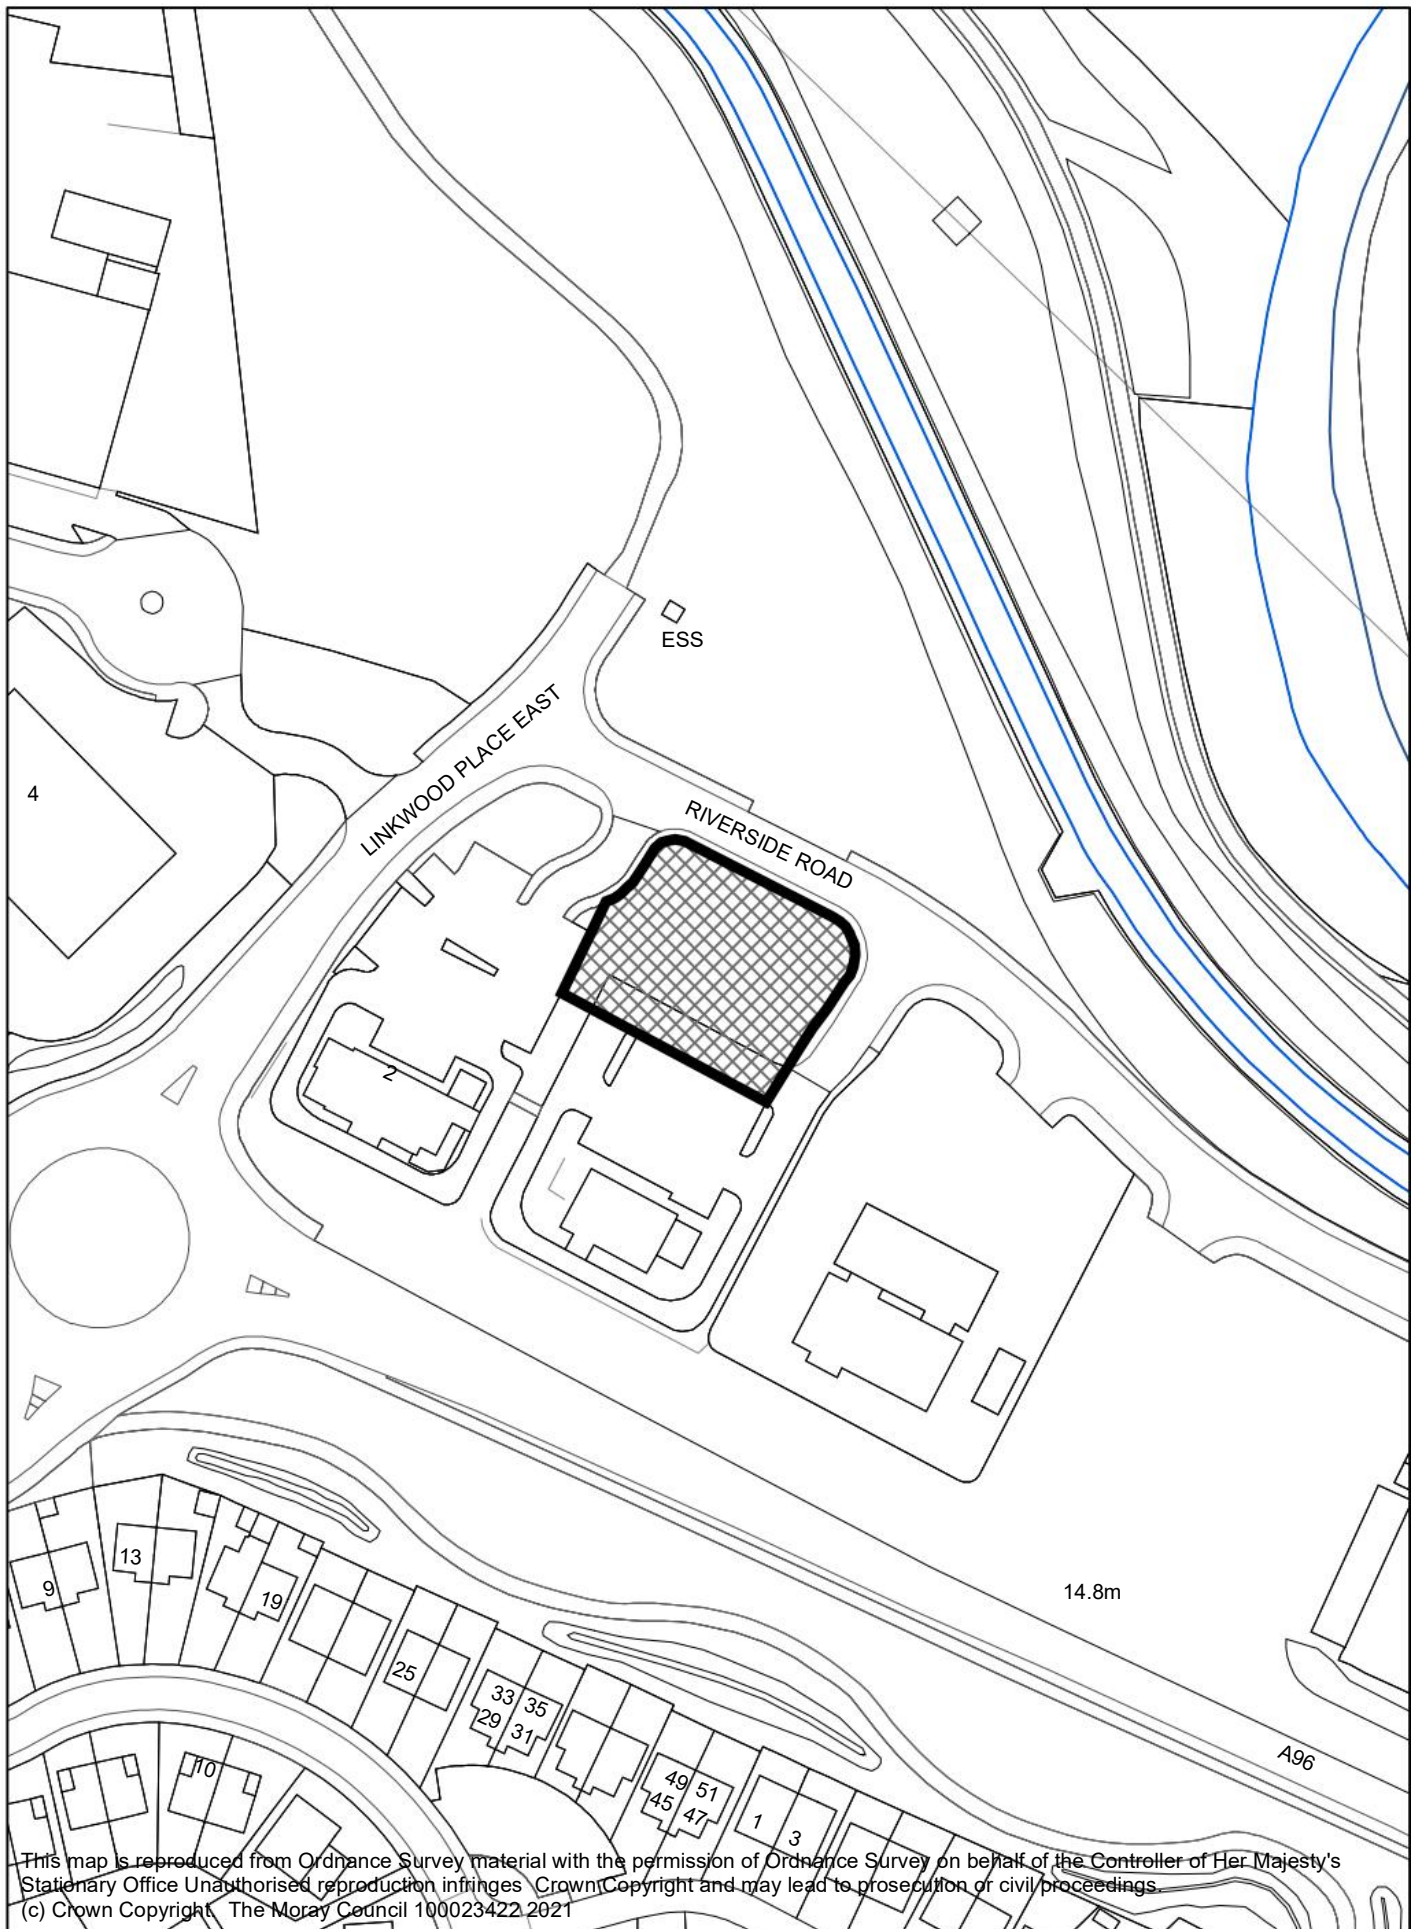 ESS
LINKWOOD PLACE EAST
4
RIVERSIDE ROAD
2
14.8m
13
9
19
25
33
35
29
31
A96
10
49
51
45
47
1
3
This map is reproduced from Ordnance Survey material with the permission of Ordnance Survey on behalf of the Controller of Her Majesty's
Stationary Office Unauthorised reproduction infringes Crown Copyright and may lead to prosecution or civil proceedings.
(c) Crown Copyright. The Moray Council 100023422 2021